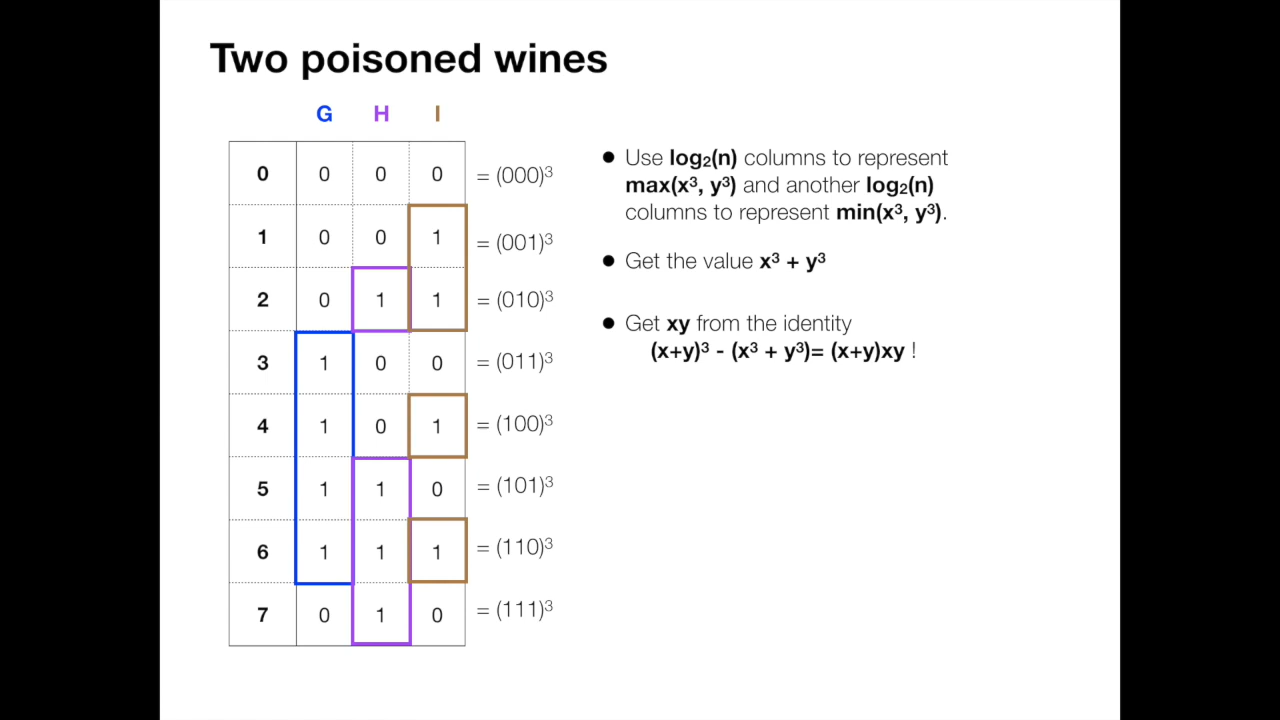 Two poisoned wines
G H I
0 0 0 0 = (000)³
1 0 0 1 = (001)³
2 0 1 1 = (010)³
3 1 0 0 = (011)³
4 1 0 1 = (100)³
5 1 1 0 = (101)³
6 1 1 1 = (110)³
7 0 1 0 = (111)³
● Use log₂(n) columns to represent
max(x³, y³) and another log₂(n)
columns to represent min(x³, y³).
● Get the value x³ + y³
● Get xy from the identity
(x+y)³ - (x³ + y³)= (x+y)xy !